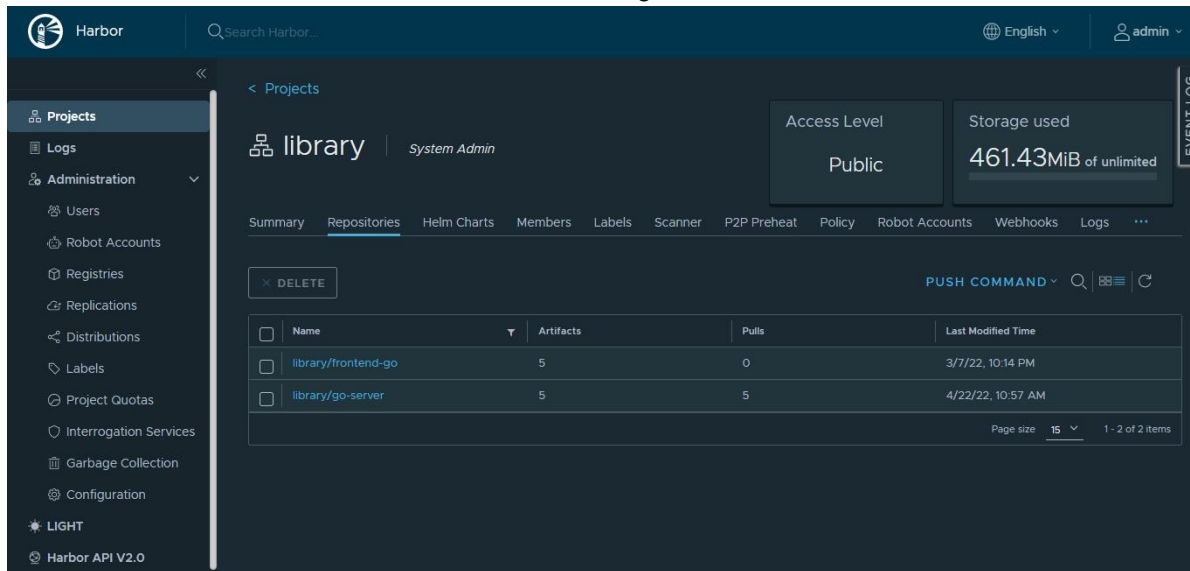 Harbor
Search Harbor...
English
admin
EVENT LOG
Projects
Logs
Administration
Users
Robot Accounts
Registries
Replications
Distributions
Labels
Project Quotas
Interrogation Services
Garbage Collection
Configuration
LIGHT
Harbor API V2.0
< Projects
library System Admin
Access Level
Public
Storage used
461.43MiB of unlimited
Summary Repositories Helm Charts Members Labels Scanner P2P Preheat Policy Robot Accounts Webhooks Logs ...
× DELETE
PUSH COMMAND
Name Artifacts Pulls Last Modified Time
library/frontend-go 5 0 3/7/22, 10:14 PM
library/go-server 5 5 4/22/22, 10:57 AM
Page size 15 1 - 2 of 2 items